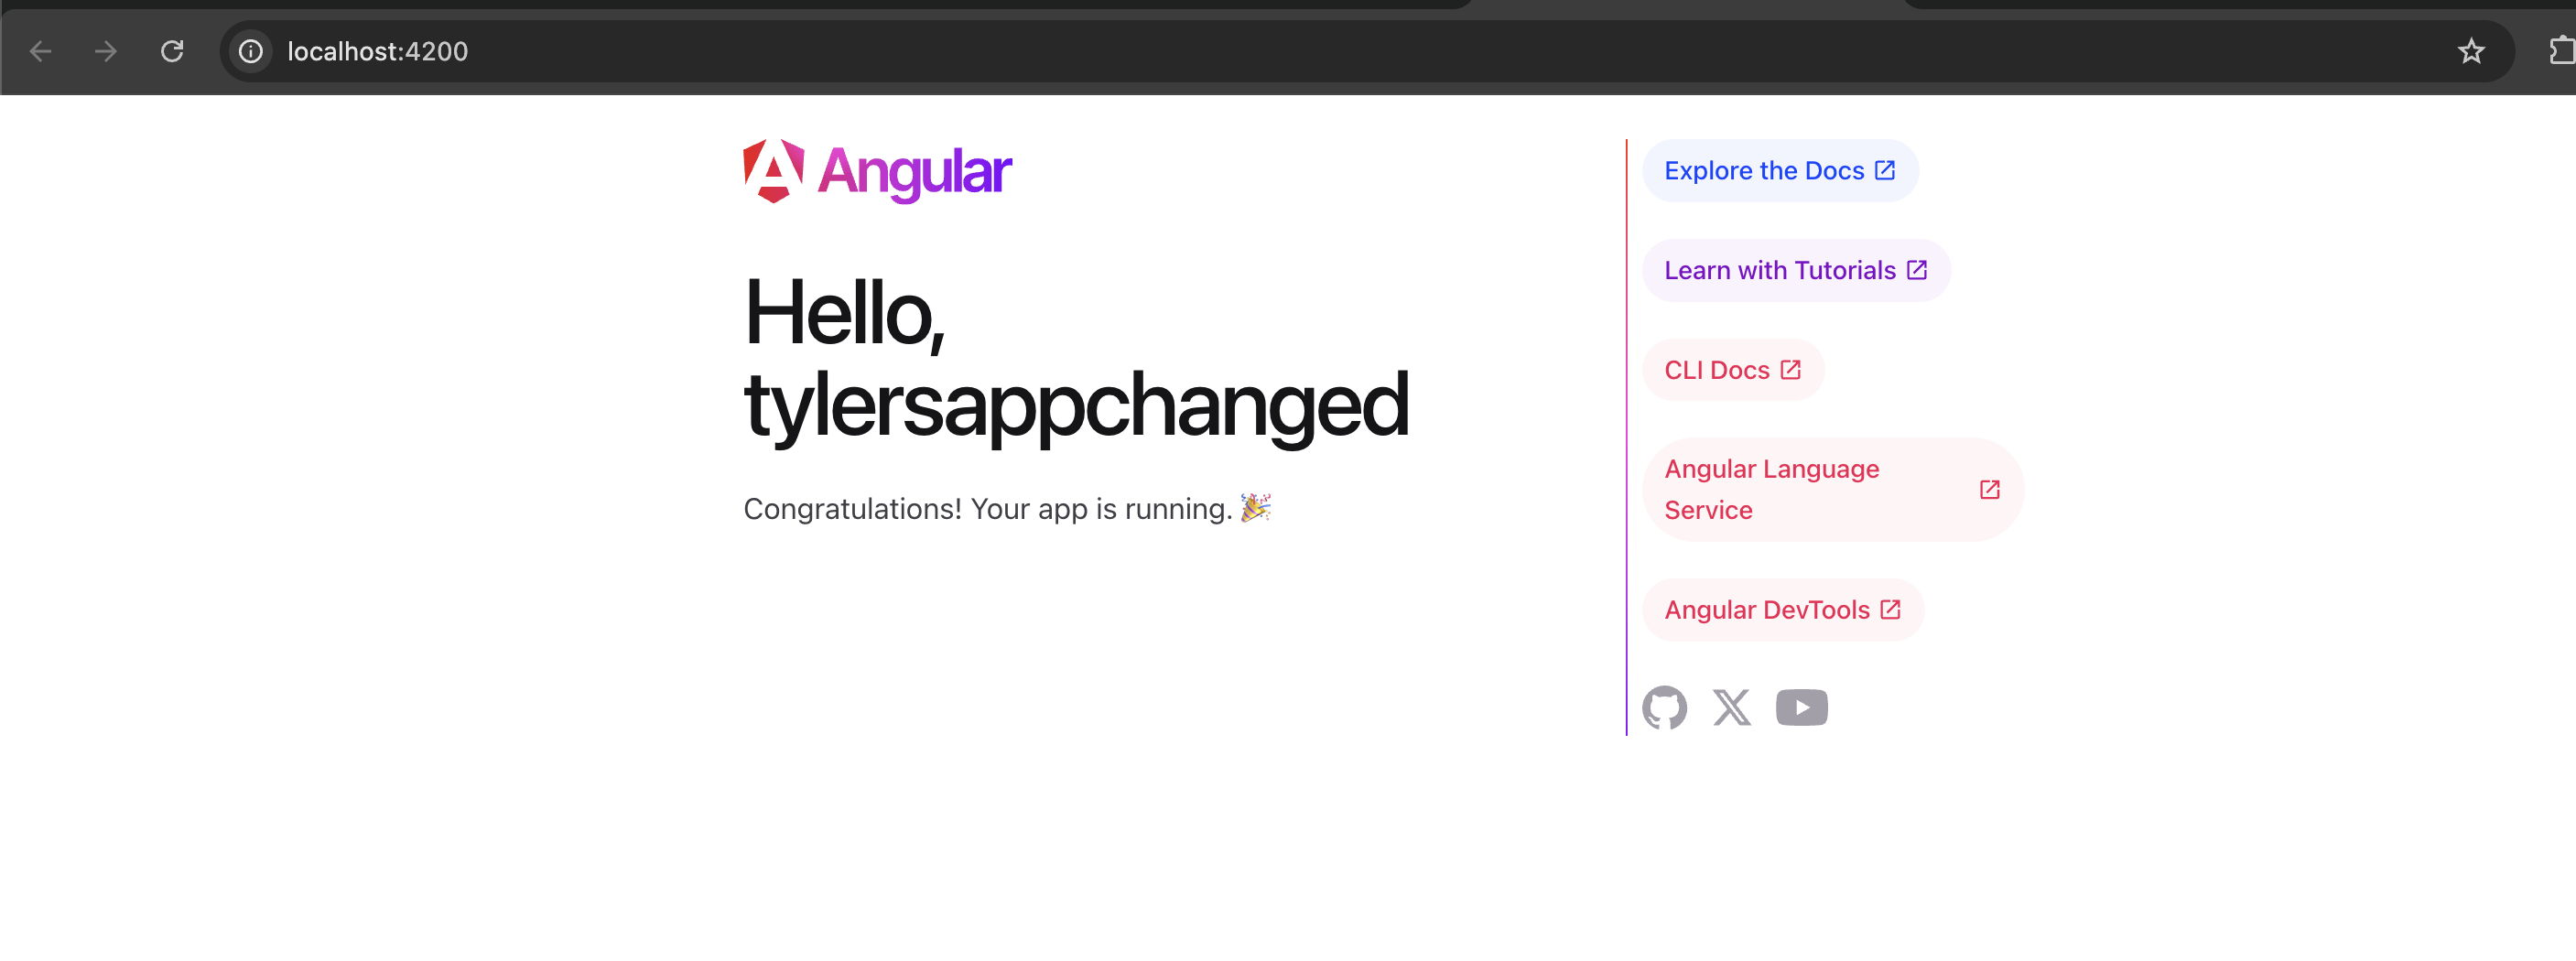 localhost:4200
Angular
Hello,
tylersappchanged
Congratulations! Your app is running. 🎉
Explore the Docs
Learn with Tutorials
CLI Docs
Angular Language
Service
Angular DevTools